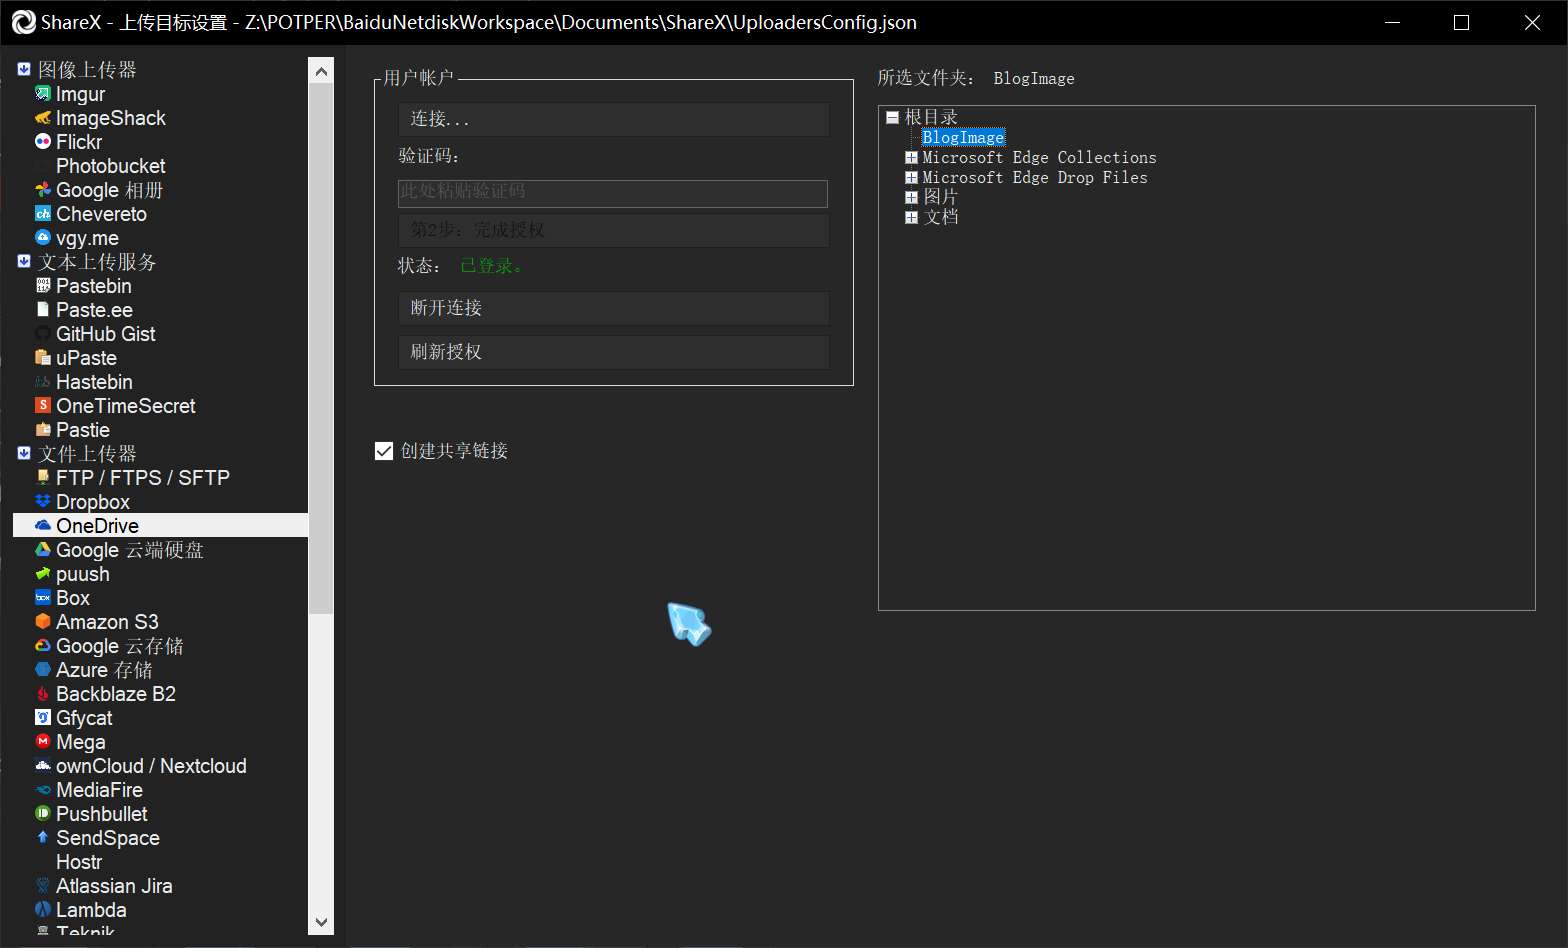 ShareX - 上传目标设置 - Z:\POTPER\BaiduNetdiskWorkspace\Documents\ShareX\UploadersConfig.json
图像上传器
Imgur
ImageShack
Flickr
Photobucket
Google 相册
Chevereto
vgy.me
文本上传服务
Pastebin
Paste.ee
GitHub Gist
uPaste
Hastebin
OneTimeSecret
Pastie
文件上传器
FTP / FTPS / SFTP
Dropbox
OneDrive
Google 云端硬盘
puush
Box
Amazon S3
Google 云存储
Azure 存储
Backblaze B2
Gfycat
Mega
ownCloud / Nextcloud
MediaFire
Pushbullet
SendSpace
Hostr
Atlassian Jira
Lambda
Teknik
用户帐户
连接...
验证码:
此处粘贴验证码
第2步: 完成授权
状态: 已登录。
断开连接
刷新授权
创建共享链接
所选文件夹: BlogImage
根目录
BlogImage
Microsoft Edge Collections
Microsoft Edge Drop Files
图片
文档